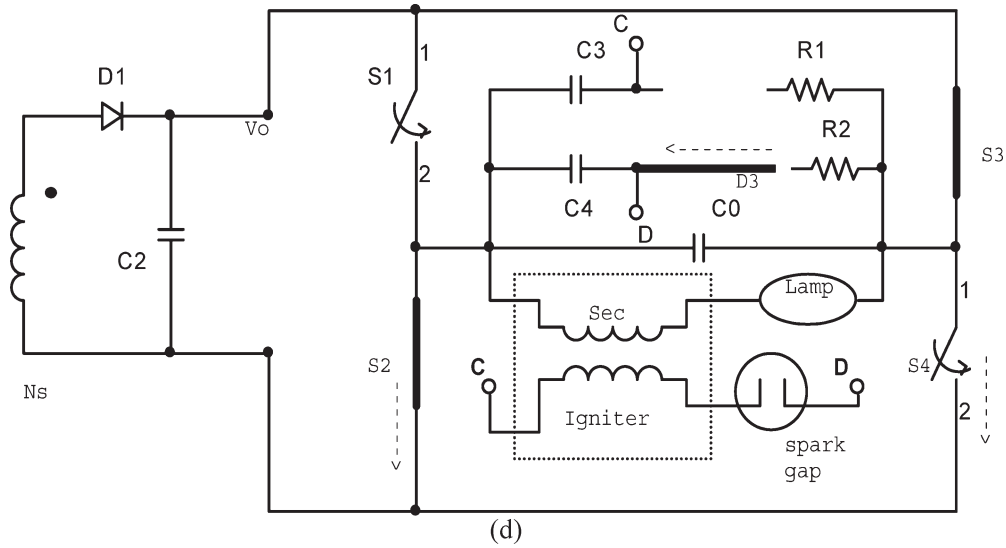 C
C3
R1
D1
1
S1
Vo
R2
<
S3
2
D3
C4
C0
D
C2
Lamp
1
Sec
S2
C
D
S4
Ns
Igniter
2
spark
gap
(d)